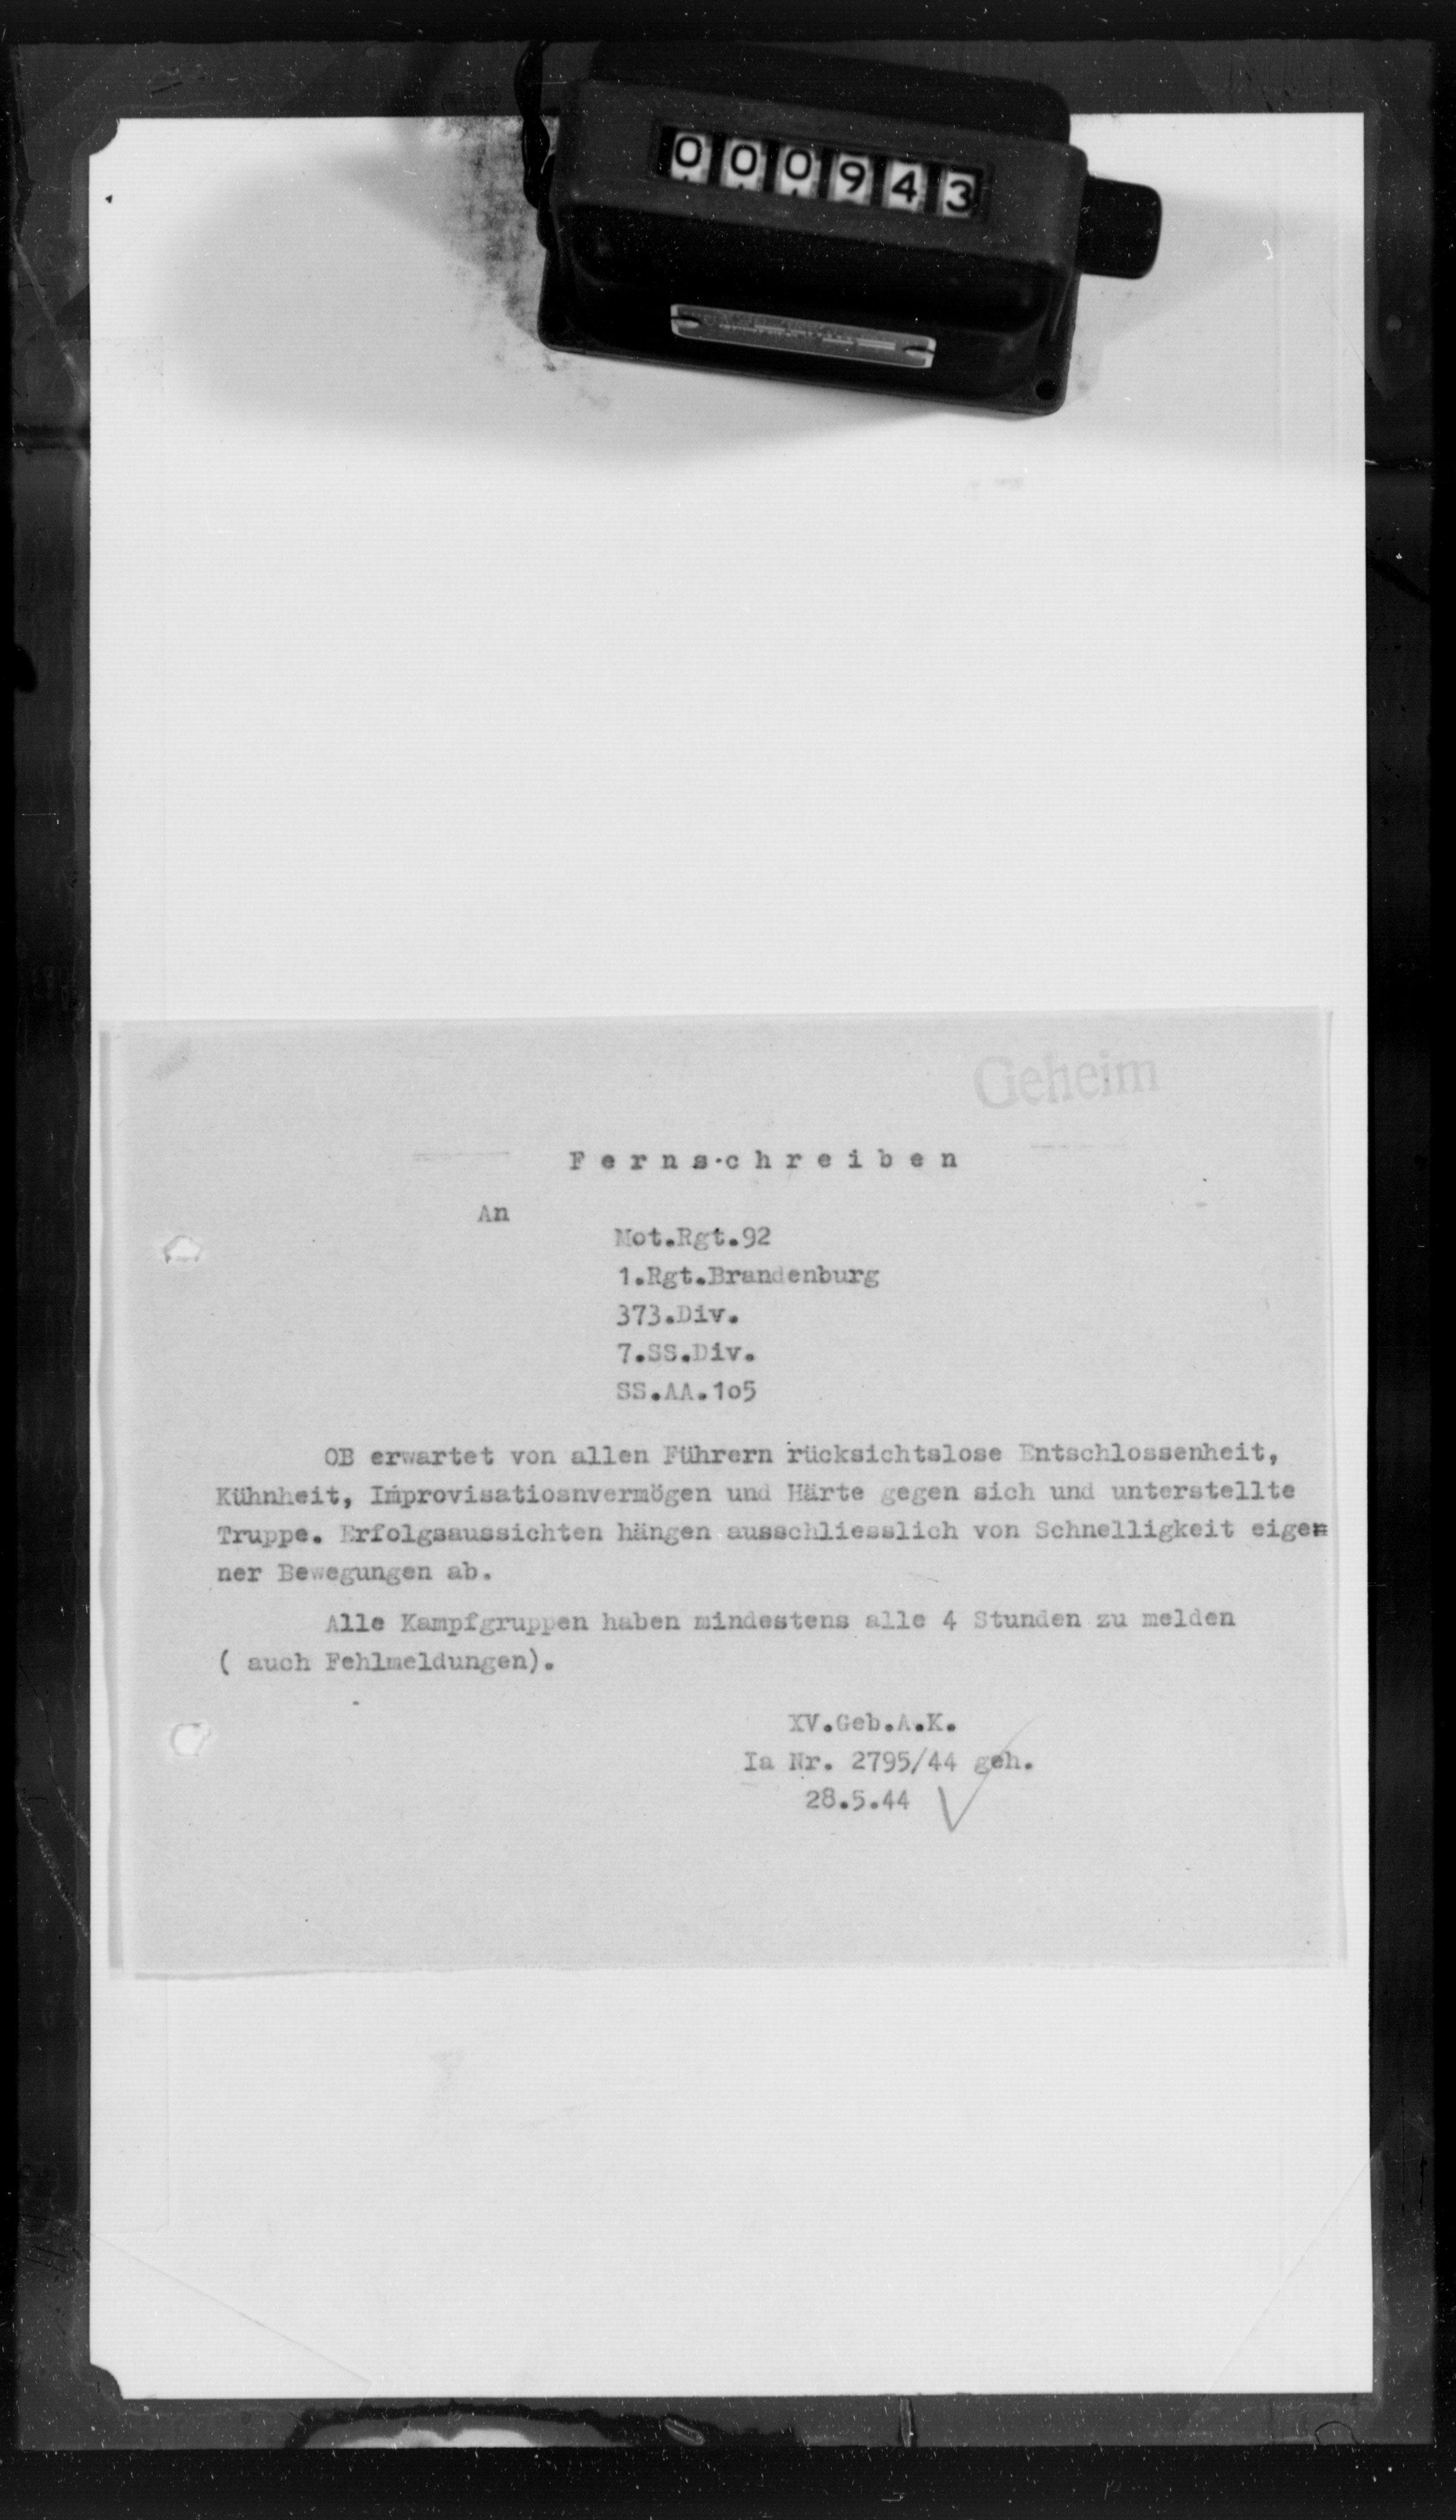 000943
Geheim
Fernschreiben
An
Mot.Rgt.92
1.Rgt.Brandenburg
373.Div.
7.SS.Div.
SS.AA.1o5
OB erwartet von allen Führern rücksichtslose Entschlossenheit,
Kühnheit, Improvisatiosnvermögen und Härte gegen sich und unterstellte
Truppe. Erfolgsaussichten hängen ausschliesslich von Schnelligkeit eige=
ner Bewegungen ab.
Alle Kampfgruppen haben mindestens alle 4 Stunden zu melden
( auch Fehlmeldungen).
XV.Geb.A.K.
Ia Nr. 2795/44 geh.
28.5.44